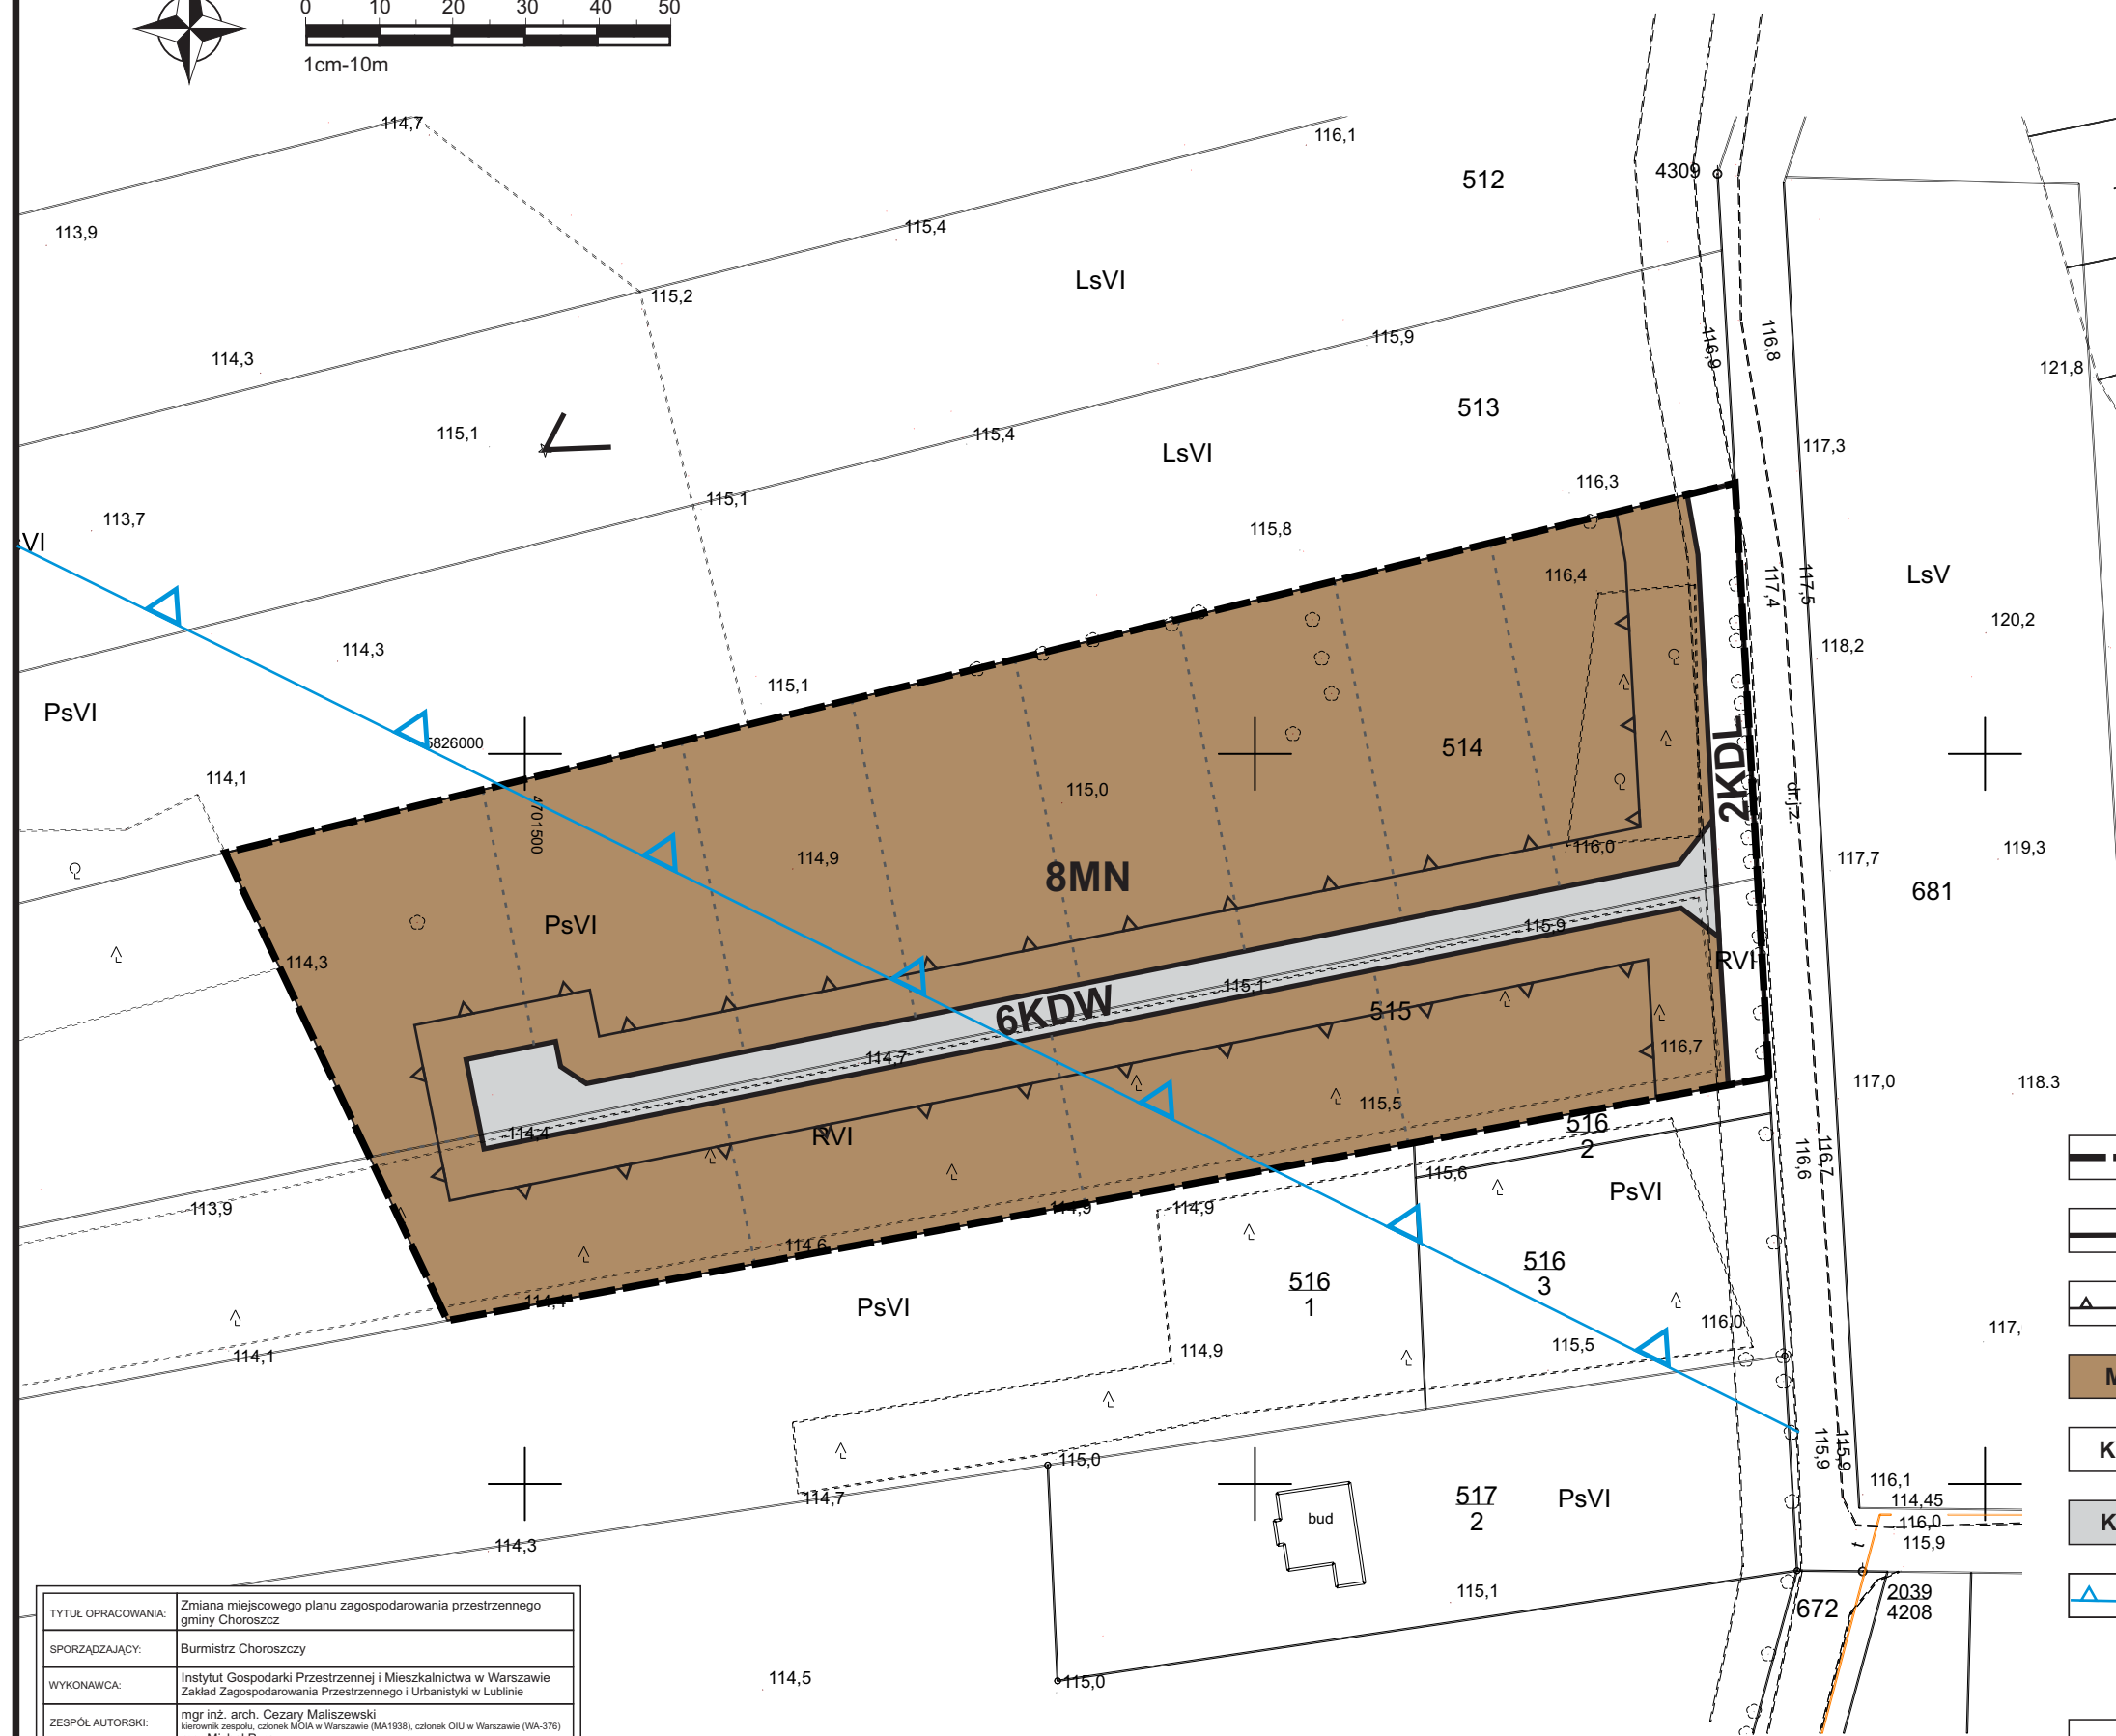 0 10 20 30 40 50
1cm-10m
114,7
116,1
512
4309
113,9
115,4
LsVI
115,2
116,9
116,8
114,3
115,9
121,8
513
115,1
115,4
117,3
LsVI
116,3
115,1
113,7
115,8
VI
116,4
117,4
117,5
LsV
120,2
114,3
118,2
115,1
PsVI
5826000
514
2KDL
114,1
4701500
115,0
dr.j.z.
114,9
116,0
117,7
119,3
8MN
681
PsVI
115,9
114,3
RVI
115,1
6KDW
515
114,7
116,7
117,0
118.3
115,5
114,4
RVI
516
2
116,6
116,7
115,6
PsVI
113,9
114,9
114,9
114,6
516
3
516
1
PsVI
114,1
116,0
117,
115,5
114,9
114,1
M
K
115,9
115,9
115,0
116,1
114,45
114,7
517
2
PsVI
bud
116,0
K
115,9
t
114,3
115,1
2039
4208
672
114,5
115,0
TYTUŁ OPRACOWANIA: Zmiana miejscowego planu zagospodarowania przestrzennego
gminy Choroszcz
SPORZĄDZAJĄCY: Burmistrz Choroszczy
WYKONAWCA: Instytut Gospodarki Przestrzennej i Mieszkalnictwa w Warszawie
Zakład Zagospodarowania Przestrzennego i Urbanistyki w Lublinie
ZESPÓŁ AUTORSKI: mgr inż. arch. Cezary Maliszewski
kierownik zespołu, członek MOIA w Warszawie (MA1938), członek OIU w Warszawie (WA-376)